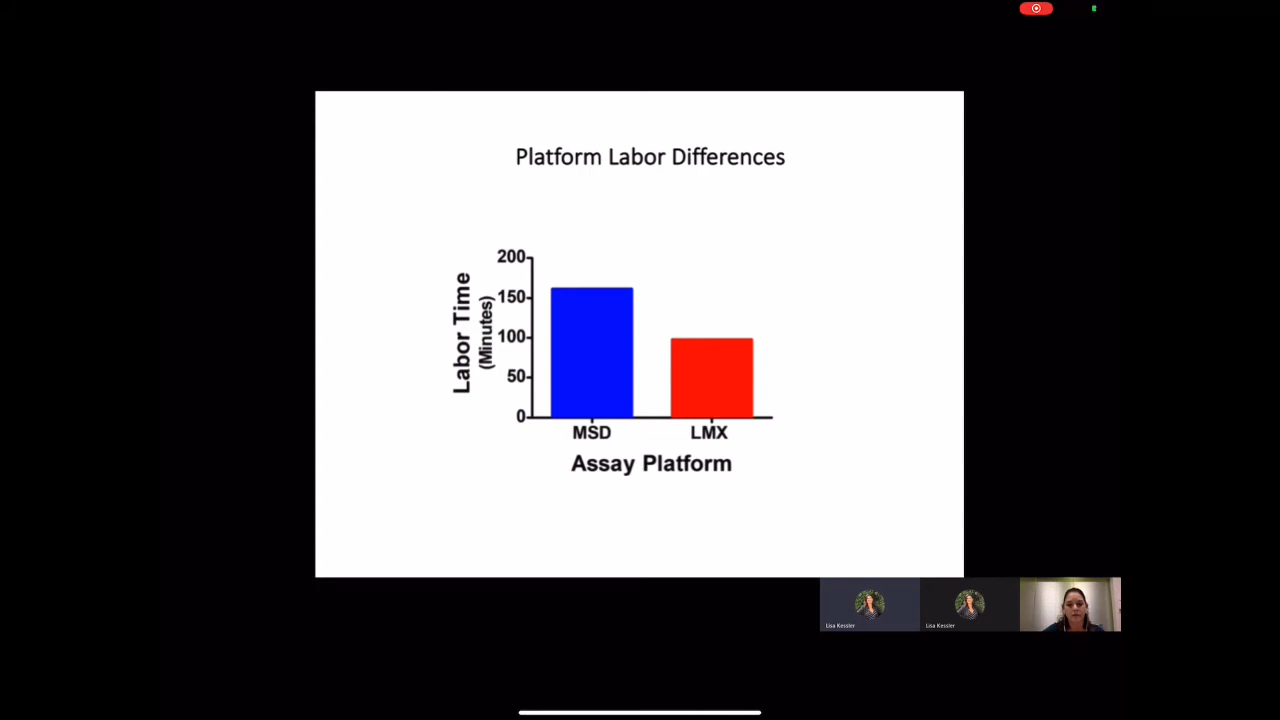 Platform Labor Differences
200
150
100
50
0
Labor Time
(Minutes)
MSD
LMX
Assay Platform
Lisa Kessler
Lisa Kessler